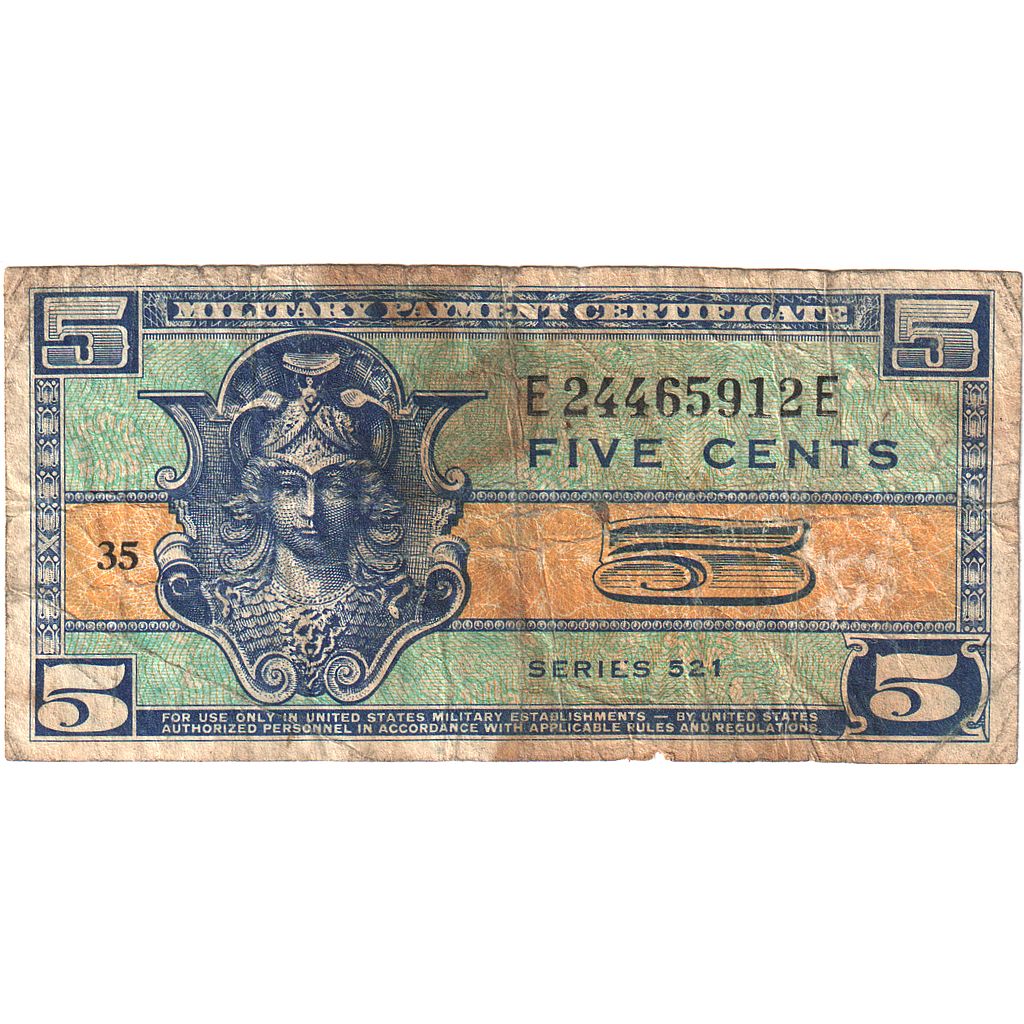 5 MILITARY PAYMENT CERTIFICATE 5
E24465912E
FIVE CENTS
35 5
SERIES 521
5 5
FOR USE ONLY IN UNITED STATES MILITARY ESTABLISHMENTS — BY UNITED STATES
AUTHORIZED PERSONNEL IN ACCORDANCE WITH APPLICABLE RULES AND REGULATIONS.